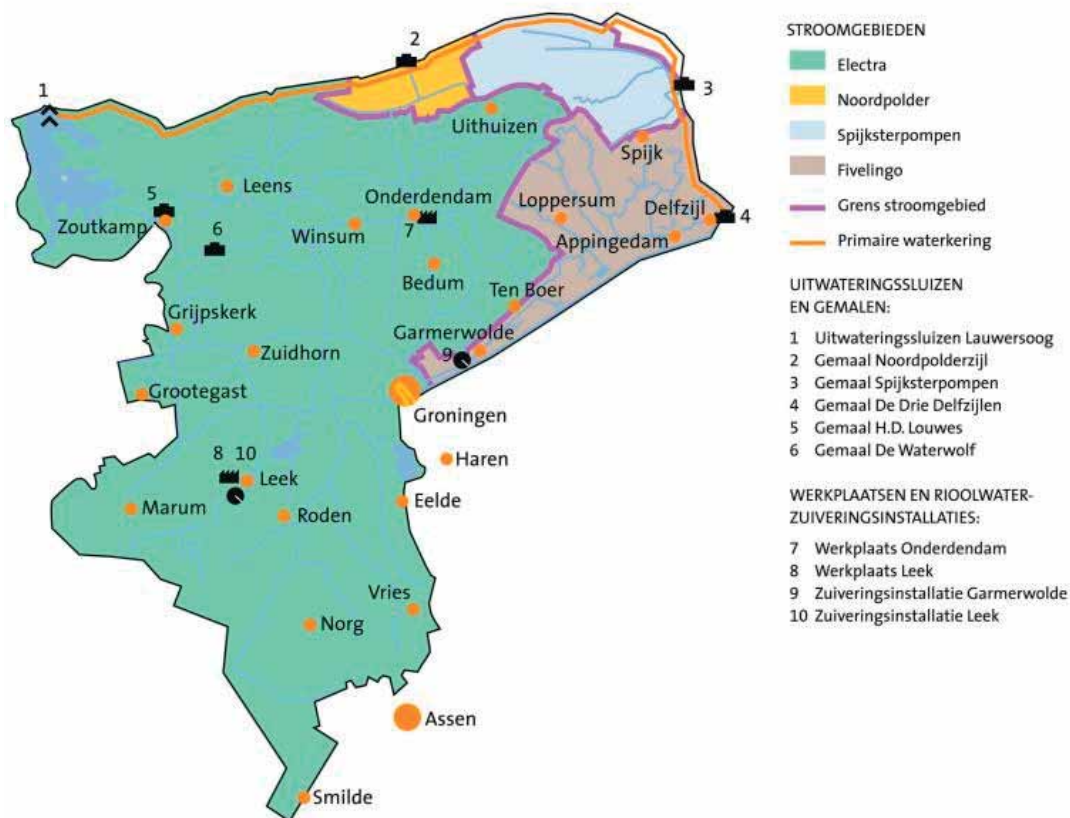 1
2
3
Uithuizen
Spijk
Leens
5
Onderdendam
Loppersum
Delfzijl
4
Zoutkamp
6
Winsum
7
Appingedam
Bedum
Ten Boer
Grijpskerk
Garmerwolde
Zuidhorn
9
Grootegast
Groningen
8 10
Haren
Leek
Eelde
Marum
Roden
Vries
Norg
Assen
Smilde
STROOMGEBIEDEN
Electra
Noordpolder
Spijksterpompen
Fivelingo
Grens stroomgebied
Primaire waterkering
UITWATERINGSSLUIZEN
EN GEMALEN:
1 Uitwateringssluizen Lauwersoog
2 Gemaal Noordpolderzijl
3 Gemaal Spijksterpompen
4 Gemaal De Drie Delfzijlen
5 Gemaal H.D. Louwes
6 Gemaal De Waterwolf
WERKPLAATSEN EN RIOOLWATER-
ZUIVERINGSINSTALLATIES:
7 Werkplaats Onderdendam
8 Werkplaats Leek
9 Zuiveringsinstallatie Garmerwolde
10 Zuiveringsinstallatie Leek